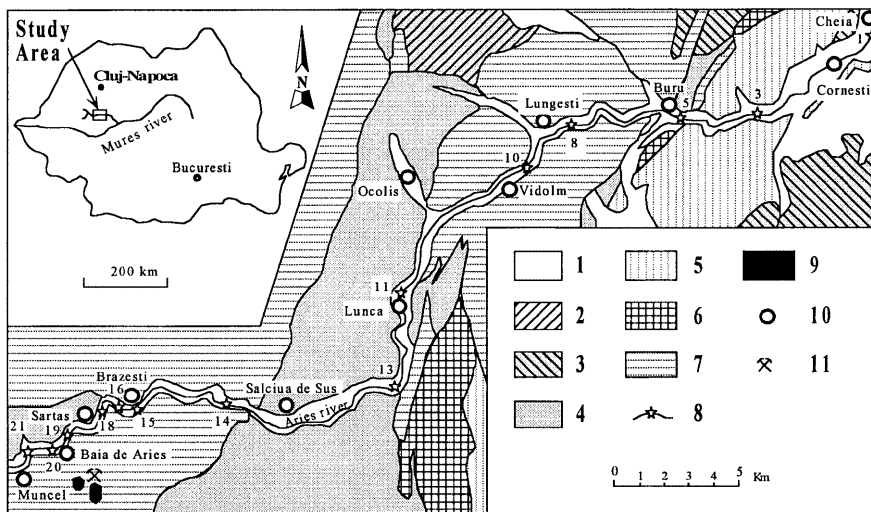 Study
Area
Cluj-Napoca
Mures river
Bucuresti
200 km
N
Cheia
1
Cornesti
3
Buru
5
Lungesti
8
10
Vidolm
Ocolis
11
Lunca
13
Salciua de Sus
Aries river
14
Brazesti
16
15
Sartas
18
19
21
20
Baia de Aries
Muncel
1 5 9
2 6 10
3 7 11
4 8
0 1 2 3 4 5 Km